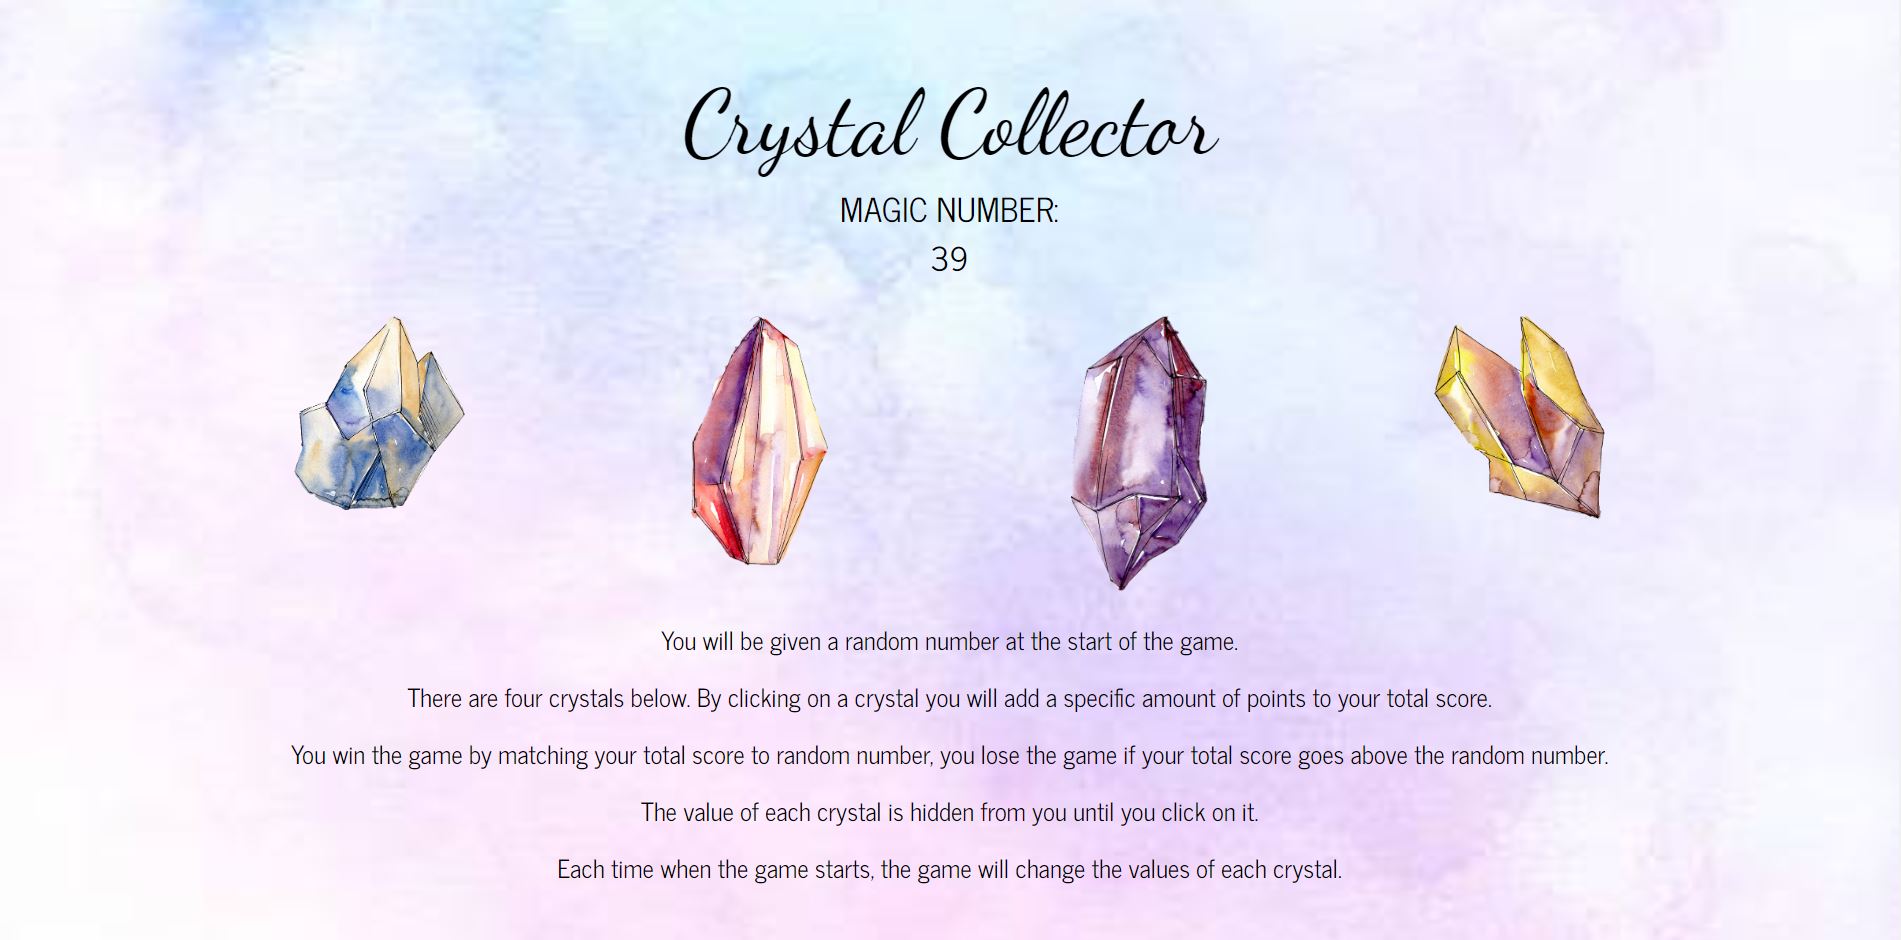 Crystal Collector
MAGIC NUMBER:
39
You will be given a random number at the start of the game.
There are four crystals below. By clicking on a crystal you will add a specific amount of points to your total score.
You win the game by matching your total score to random number, you lose the game if your total score goes above the random number.
The value of each crystal is hidden from you until you click on it.
Each time when the game starts, the game will change the values of each crystal.